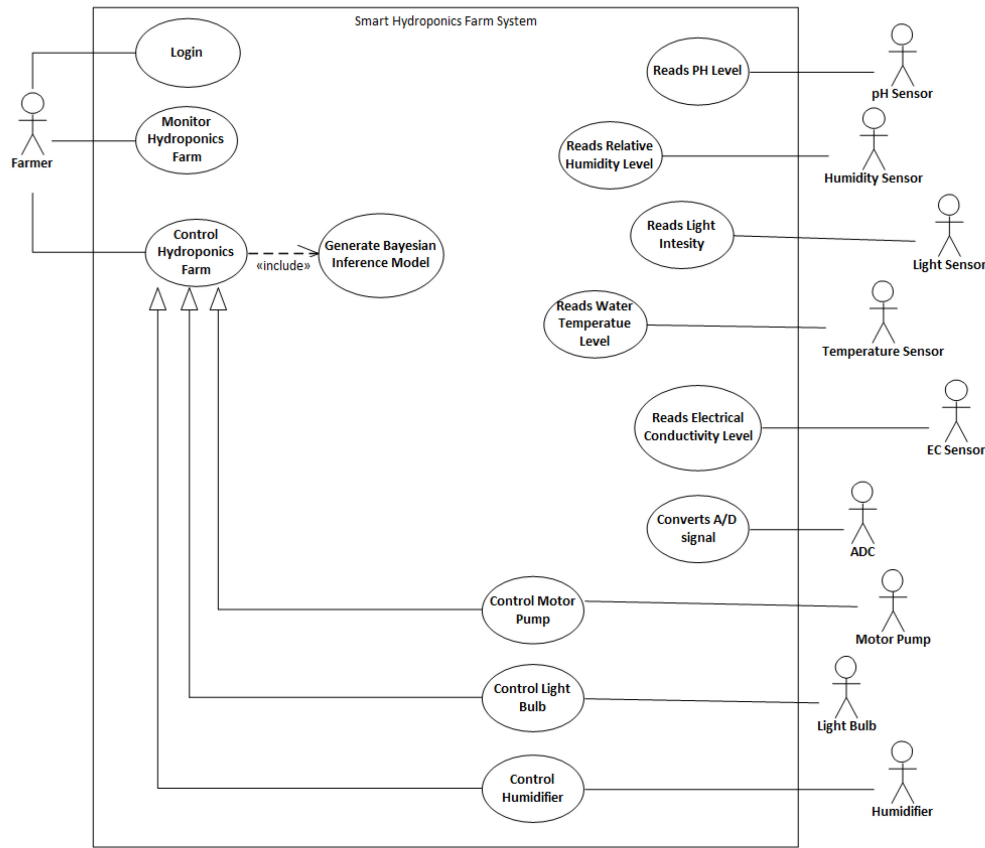 Smart Hydroponics Farm System
Login
Reads PH Level
pH Sensor
Farmer
Monitor
Hydroponics
Farm
Reads Relative
Humidity Level
Humidity Sensor
Control
Hydroponics
Farm
«include»
Generate Bayesian
Inference Model
Reads Light
Intesity
Light Sensor
Reads Water
Temperatue
Level
Temperature Sensor
Reads Electrical
Conductivity Level
EC Sensor
Converts A/D
signal
ADC
Control Motor
Pump
Motor Pump
Control Light
Bulb
Light Bulb
Control
Humidifier
Humidifier